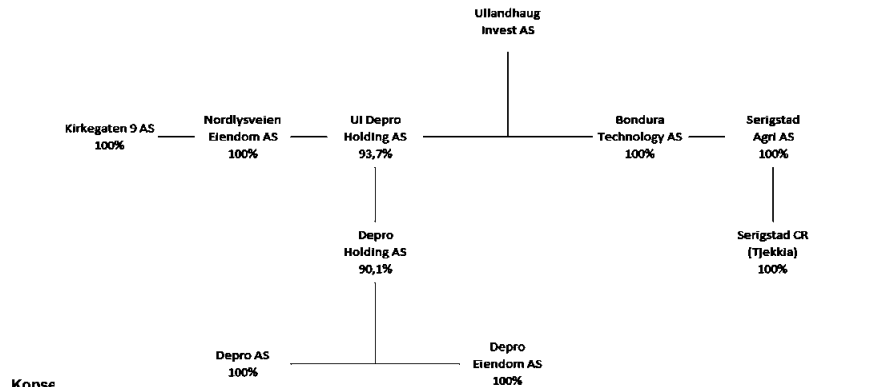 Ullandhaug
Invest AS
Kirkegaten 9 AS
100%
Nordlysveien
Eiendom AS
100%
UI Depro
Holding AS
93,7%
Bondura
Technology AS
100%
Serigstad
Agri AS
100%
Depro
Holding AS
90,1%
Serigstad CR
(Tjekkia)
100%
Depro AS
100%
Depro
Eiendom AS
100%
Konse